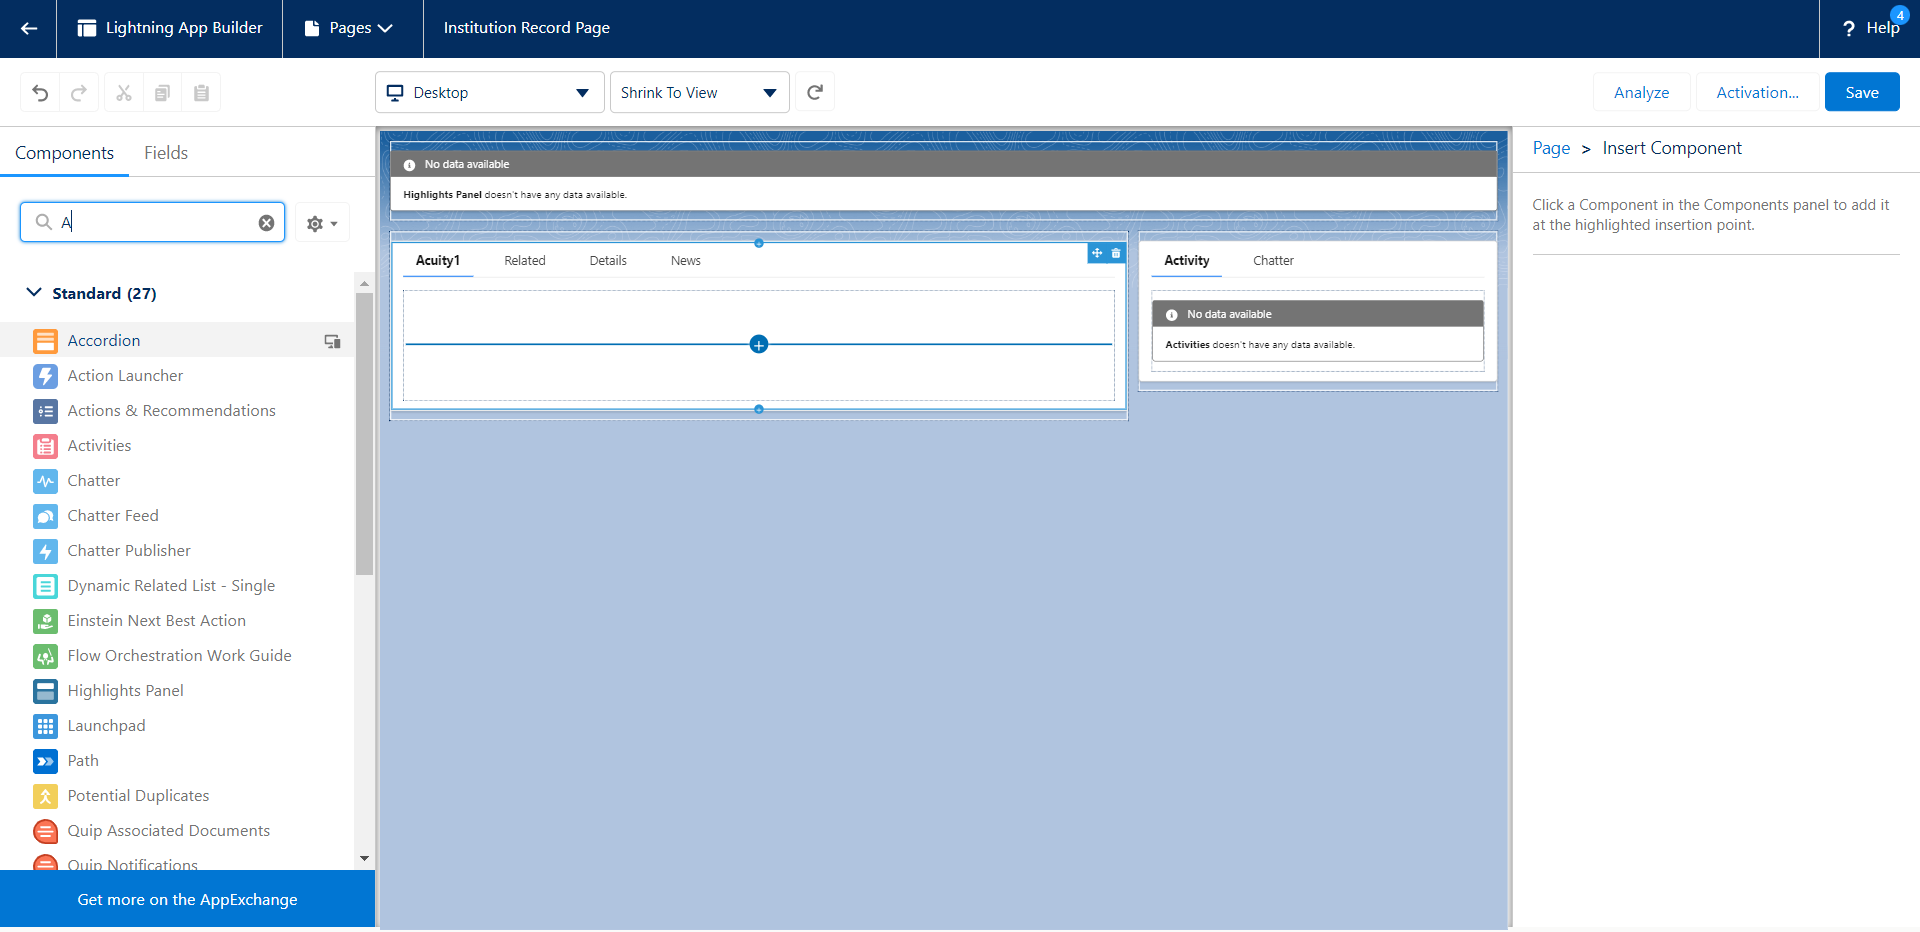 Lightning App Builder
Pages
Institution Record Page
? Help
4
Desktop
Shrink To View
Analyze
Activation...
Save
Components
Fields
A
Standard (27)
Accordion
Action Launcher
Actions & Recommendations
Activities
Chatter
Chatter Feed
Chatter Publisher
Dynamic Related List - Single
Einstein Next Best Action
Flow Orchestration Work Guide
Highlights Panel
Launchpad
Path
Potential Duplicates
Quip Associated Documents
Quip Notifications
Get more on the AppExchange
No data available
Highlights Panel doesn't have any data available.
Acuity1
Related
Details
News
Activity
Chatter
No data available
Activities doesn't have any data available.
Page > Insert Component
Click a Component in the Components panel to add it
at the highlighted insertion point.